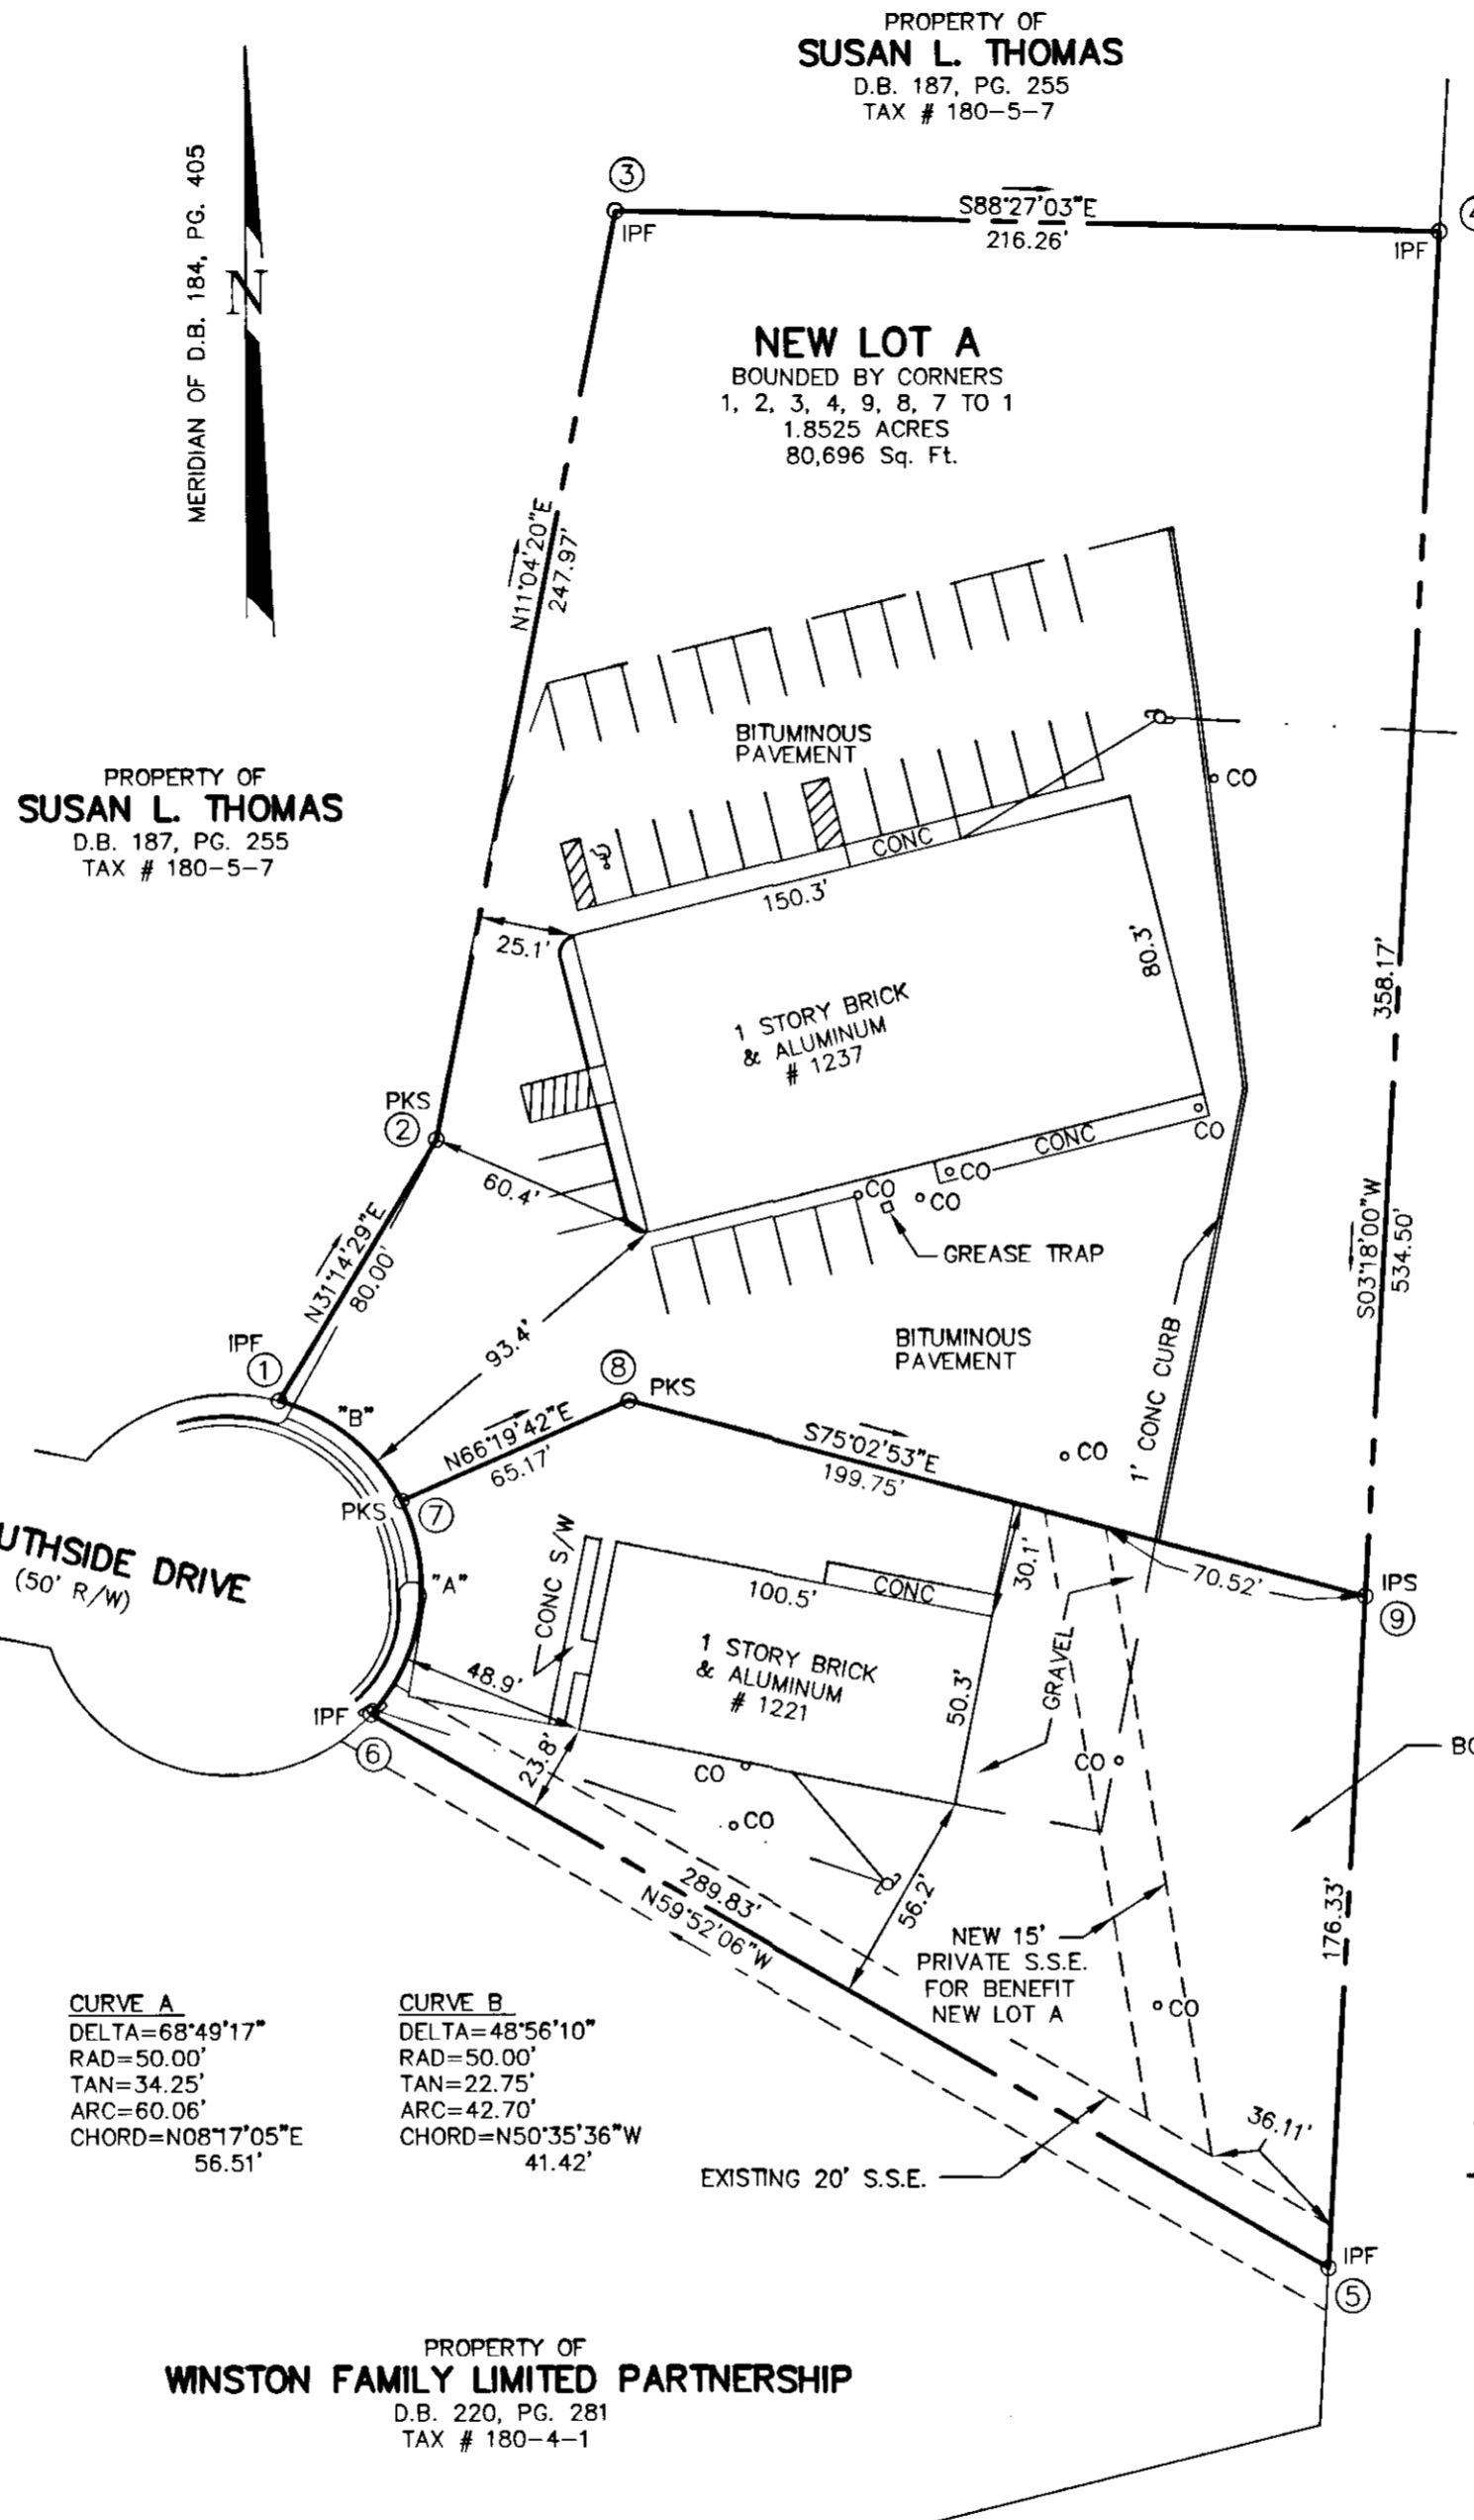 PROPERTY OF
SUSAN L. THOMAS
D.B. 187, PG. 255
TAX # 180-5-7
MERIDIAN OF D.B. 184, PG. 405
N
3
IPF
S88°27'03"E
216.26'
IPF
NEW LOT A
BOUNDED BY CORNERS
1, 2, 3, 4, 9, 8, 7 TO 1
1.8525 ACRES
80,696 Sq. Ft.
N11°04'20"E
247.97'
PROPERTY OF
SUSAN L. THOMAS
D.B. 187, PG. 255
TAX # 180-5-7
BITUMINOUS
PAVEMENT
CO
CONC
150.3'
25.1'
80.3'
1 STORY BRICK
& ALUMINUM
# 1237
358.17'
PKS
2
60.4'
CONC
CO
CO
CO
CO
GREASE TRAP
S03°18'00"W
534.50'
N31°14'29"E
80.00'
93.4'
BITUMINOUS
PAVEMENT
1' CONC CURB
IPF
1
"B"
8
PKS
N66°19'42"E
65.17'
S75°02'53"E
199.75'
CO
PKS
7
UTHSIDE DRIVE
(50' R/W)
"A"
CONC S/W
CONC
100.5'
30.1'
70.52'
IPS
9
1 STORY BRICK
& ALUMINUM
# 1221
50.3'
GRAVEL
48.9'
IPF
6
23.8'
CO
CO
CO
BO
289.83'
N59°52'06"W
56.2'
176.33'
NEW 15'
PRIVATE S.S.E.
FOR BENEFIT
NEW LOT A
CO
CURVE A
DELTA=68°49'17"
RAD=50.00'
TAN=34.25'
ARC=60.06'
CHORD=N08°17'05"E
56.51'
CURVE B
DELTA=48°56'10"
RAD=50.00'
TAN=22.75'
ARC=42.70'
CHORD=N50°35'36"W
41.42'
36.11'
EXISTING 20' S.S.E.
IPF
5
PROPERTY OF
WINSTON FAMILY LIMITED PARTNERSHIP
D.B. 220, PG. 281
TAX # 180-4-1